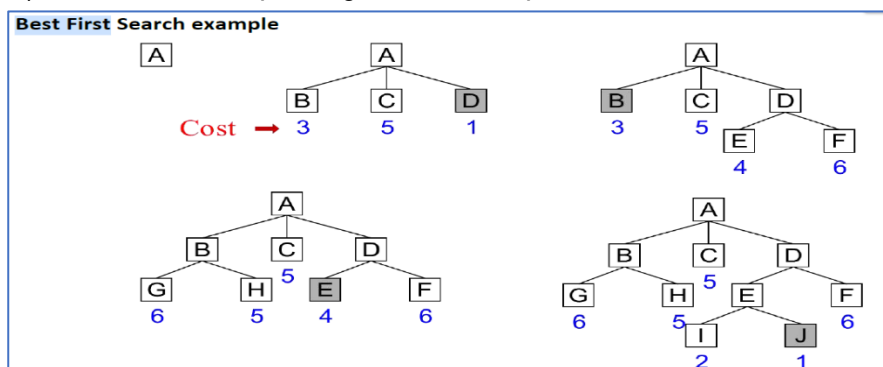 Best First Search example
A
A
B C D
Cost → 3 5 1
A
B C D
3 5
E F
4 6
A
B C D
5
G H E F
6 5 4 6
A
B C D
5
G H E F
6 5 6
I J
2 1